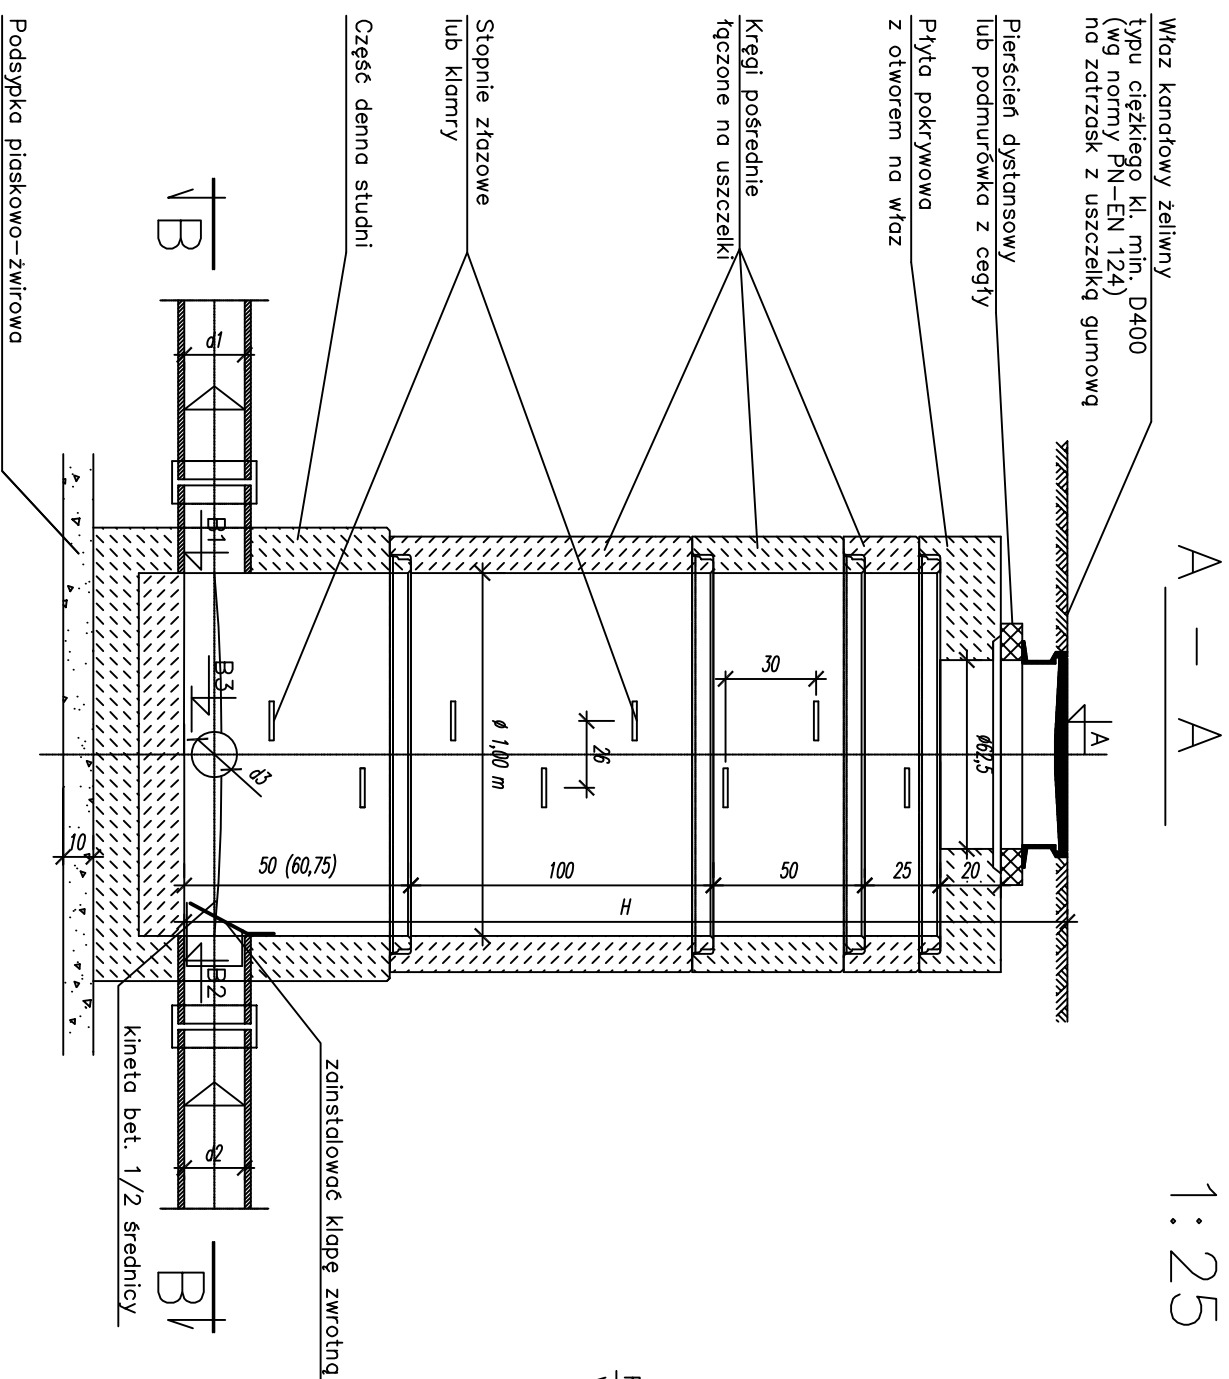 A – A
1:25
Właz kanałowy żeliwny
typu ciężkiego kl. min. D400
(wg normy PN–EN 124)
na zatrzask z uszczelką gumową
Pierścień dystansowy
lub podmurówka z cegły
Płyta pokrywowa
z otworem na właz
Kręgi pośrednie
łączone na uszczelki
Stopnie złazowe
lub klamry
Część denna studni
Podsypka piaskowo–żwirowa
A
ø62,5
20
25
30
50
H
26
100
ø 1,00 m
50 (60,75)
B
d1
B1
B3
d3
B2
d2
B
10
zainstalować klapę zwrotną
kineta bet. 1/2 średnicy